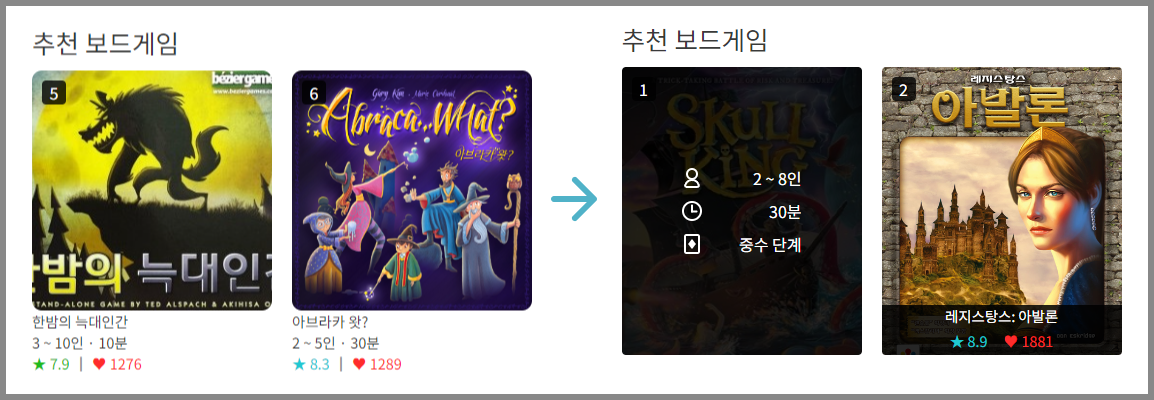 추천 보드게임
5
béziergame
www.beziergames.c
한밤의 늑대인간
STAND-ALONE GAME BY TED ALSPACH & AKIHISA O
한밤의 늑대인간
3 ~ 10인 · 10분
★ 7.9 | ♥ 1276
6
Gary Kim · Marie Cardouat
Abraca...wHat?
아브라카 왓?
아브라카 왓?
2 ~ 5인 · 30분
★ 8.3 | ♥ 1289
추천 보드게임
1
SKULL
KING
2 ~ 8인
30분
중수 단계
2
레지스탕스
아발론
레지스탕스: 아발론
★ 8.9 ♥ 1881